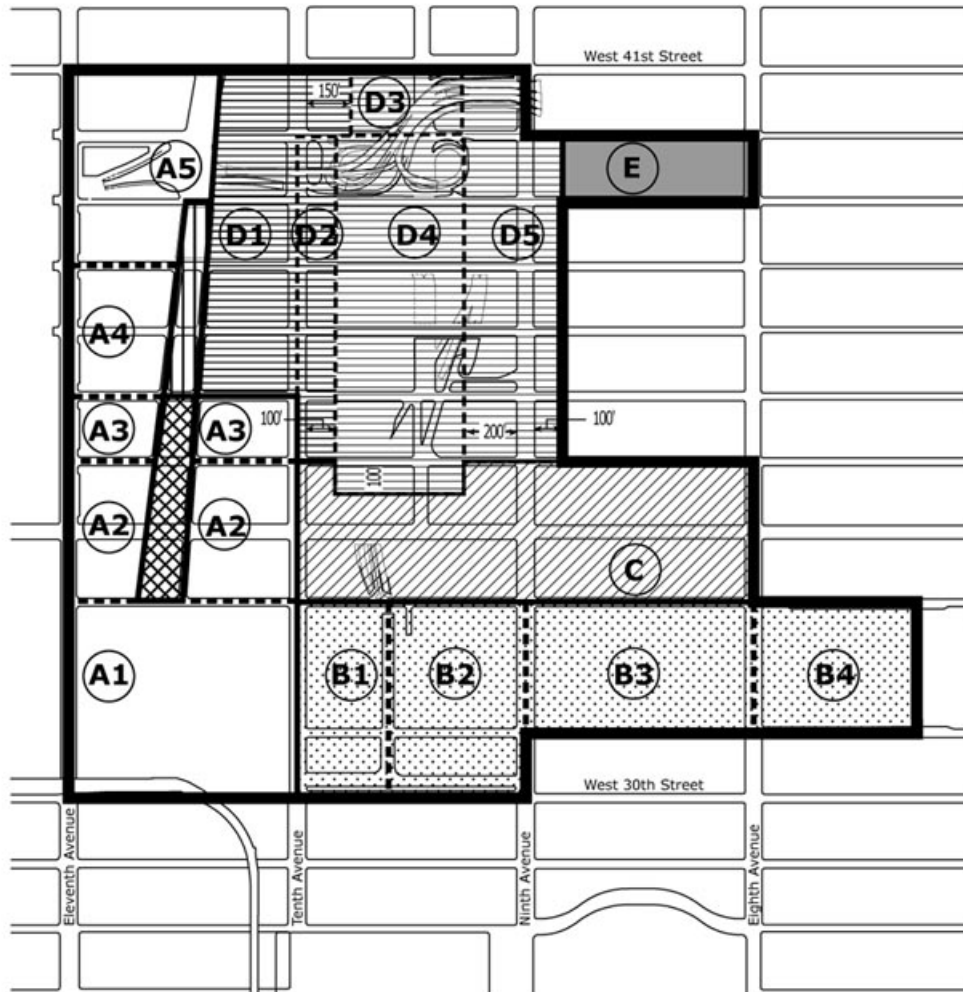 West 41st Street
150'
D3
A5
E
D1
D2
D4
D5
A4
A3
A3
100'
200'
100'
100'
A2
A2
C
A1
B1
B2
B3
B4
West 30th Street
Eleventh Avenue
Tenth Avenue
Ninth Avenue
Eighth Avenue